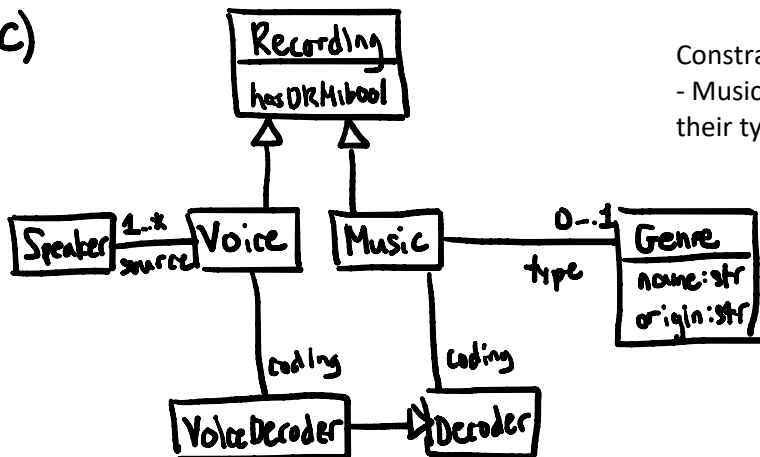 c)
Recording
hasDRM:bool
Constra
- Music
their ty
Speaker
1..*
source
Voice
Music
0..1
type
Genre
name:str
origin:str
coding
coding
VoiceDecoder
Decoder